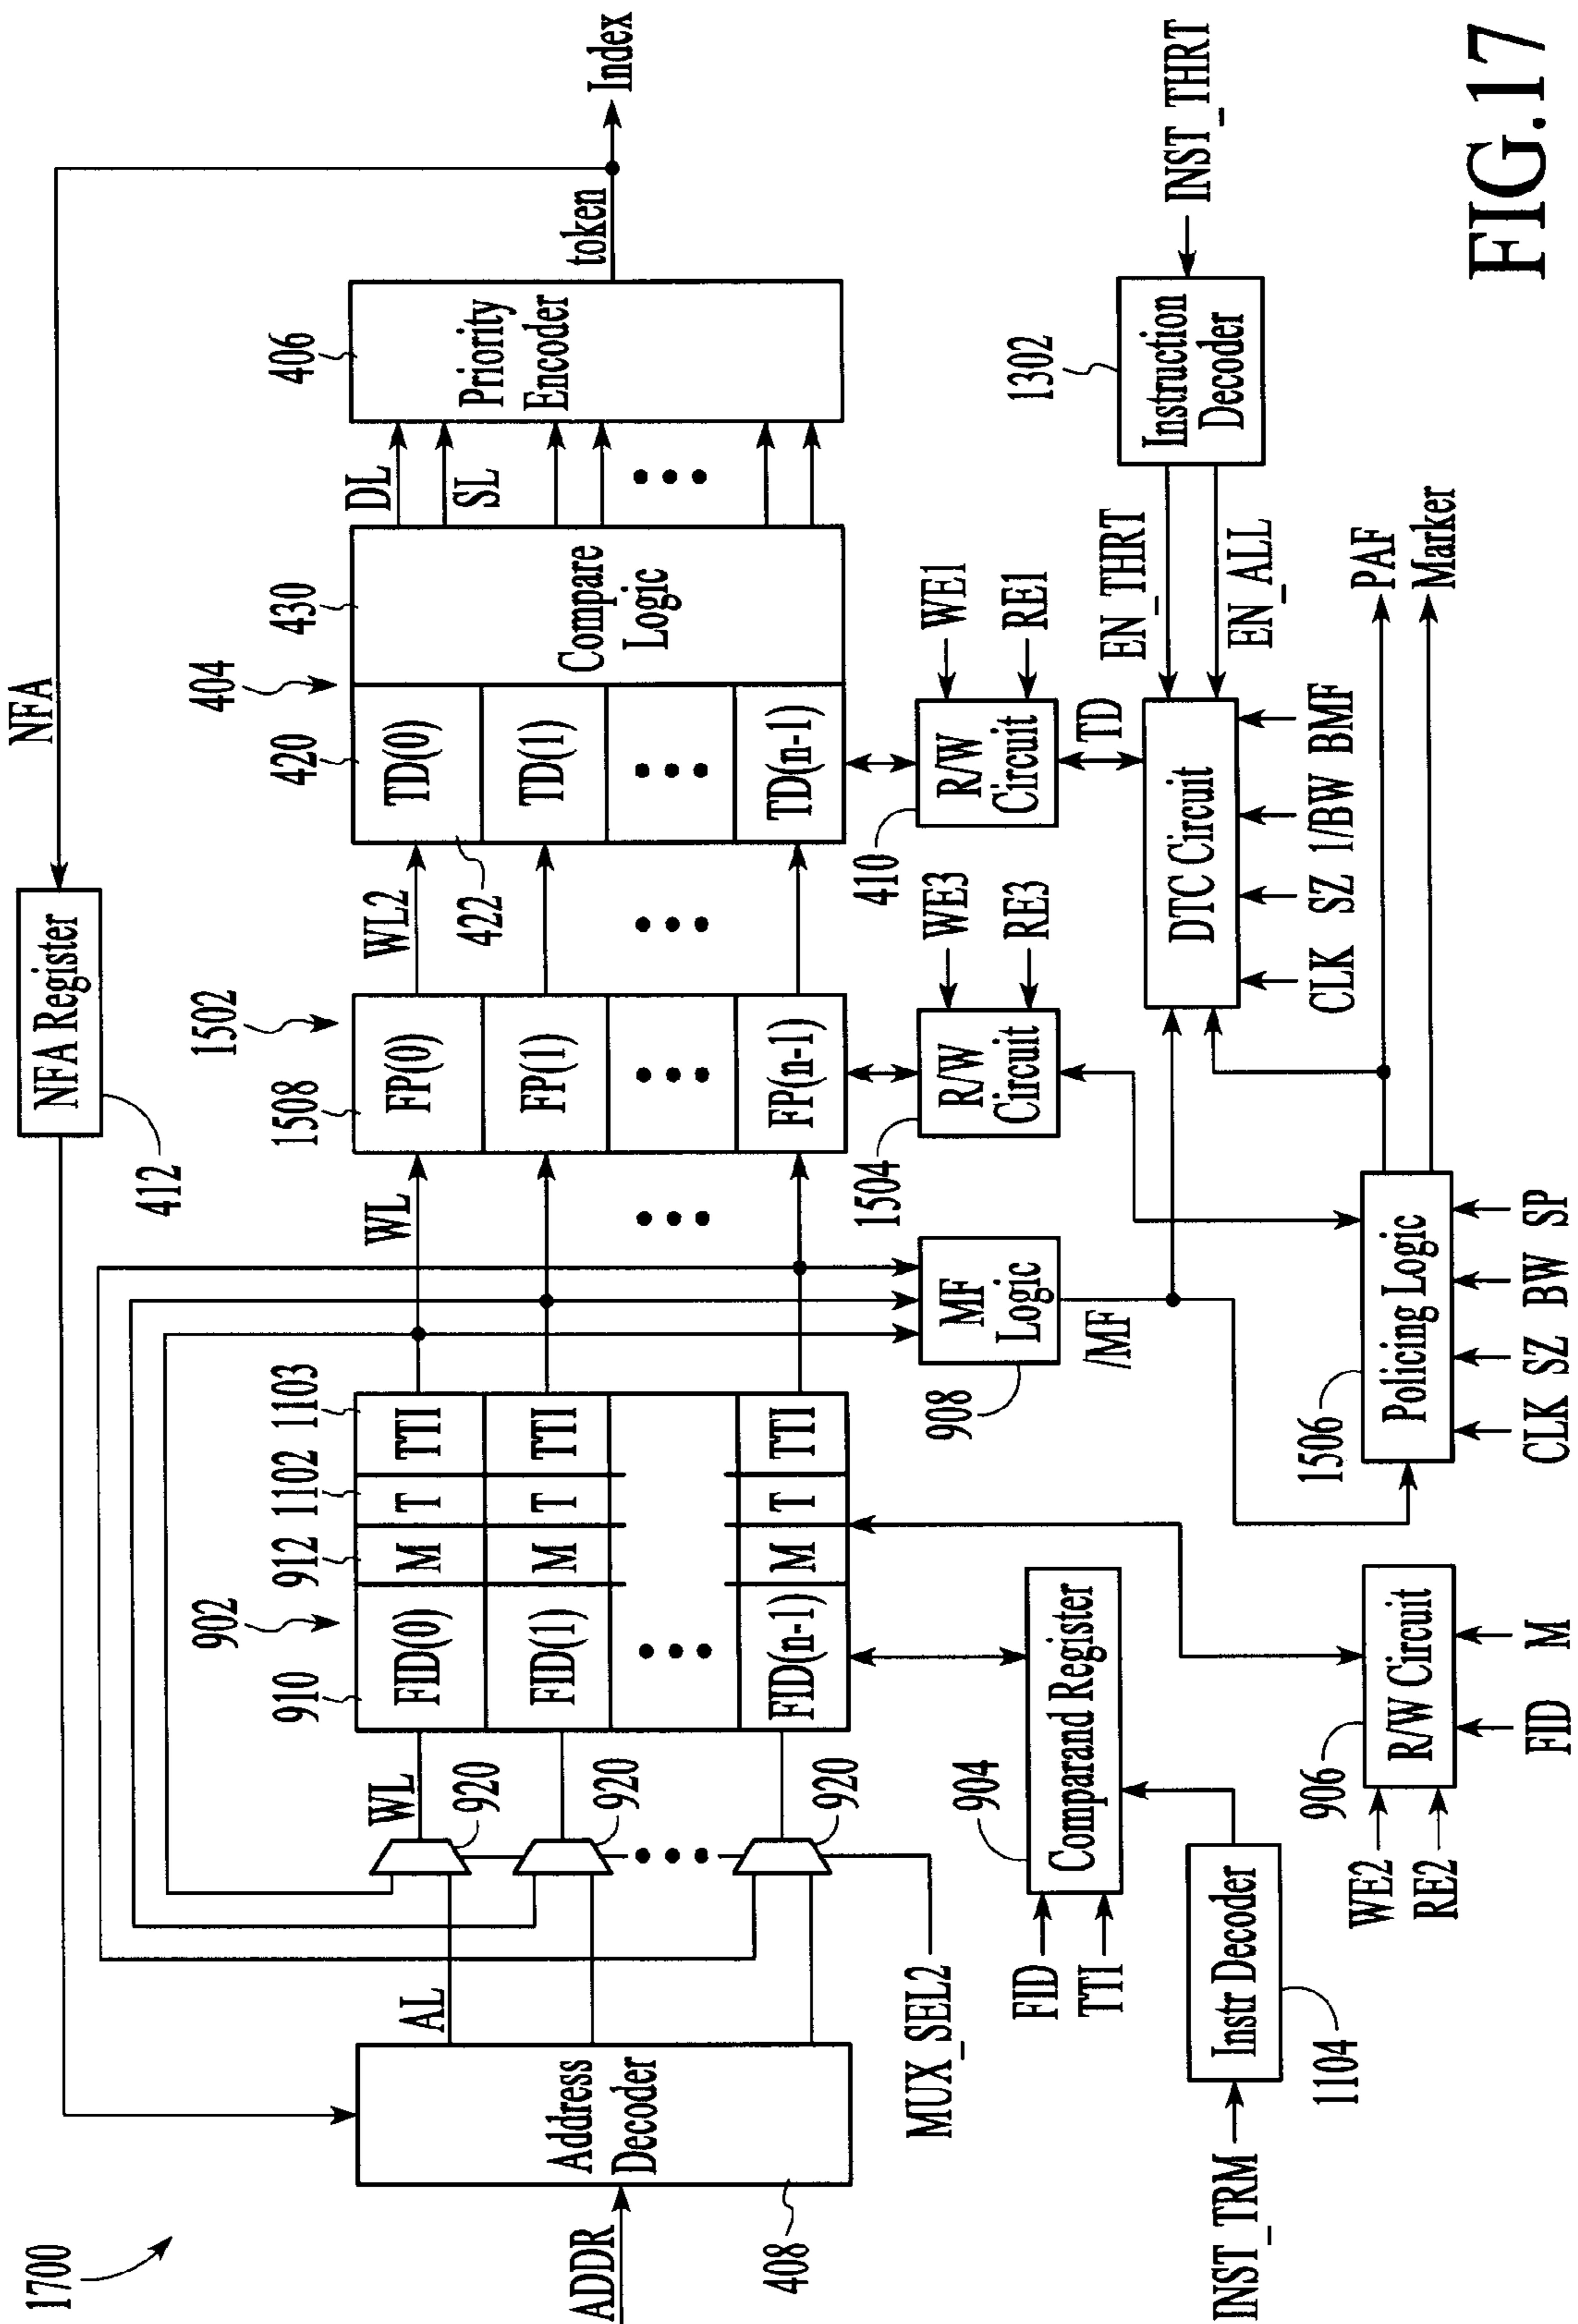 1700
ADDR
Address
Decoder
408
NFA Register
412
NFA
AL
WL
920
920
920
MUX_SEL2
902
910
912
1102
1103
FID(0)
M
T
TTI
FID(1)
M
T
TTI
FID(n-1)
M
T
TTI
WL
1502
1508
FP(0)
FP(1)
FP(n-1)
WL2
404
420
422
TD(0)
TD(1)
TD(n-1)
430
Compare
Logic
DL
SL
406
Priority
Encoder
token
Index
MF
Logic
908
/MF
R/W
Circuit
1504
WE3
RE3
R/W
Circuit
410
WE1
RE1
TD
904
Comparand Register
FID
TTI
INST_TRM
Instr Decoder
1104
WE2
RE2
906
R/W Circuit
FID
M
1506
Policing Logic
CLK
SZ
BW
SP
PAF
Marker
DTC Circuit
CLK
SZ
1/BW
BMF
EN_THRT
EN_ALL
1302
Instruction
Decoder
INST_THRT
FIG.17